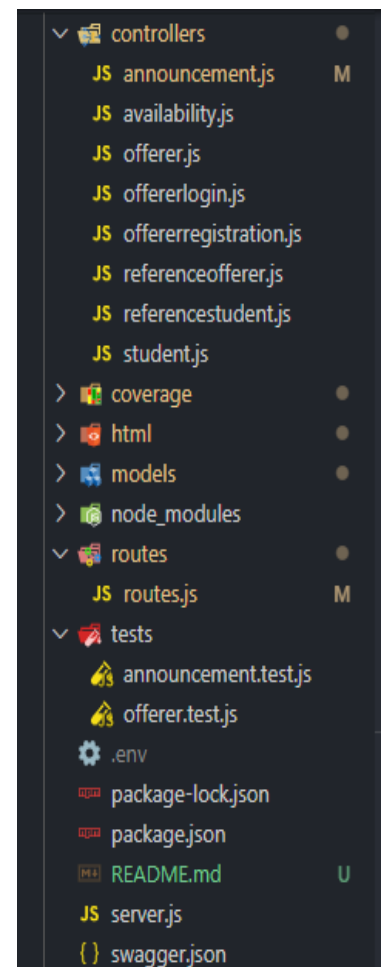 controllers
JS announcement.js M
JS availability.js
JS offerer.js
JS offererlogin.js
JS offererregistration.js
JS referenceofferer.js
JS referencestudent.js
JS student.js
coverage
html
models
node_modules
routes
JS routes.js M
tests
announcement.test.js
offerer.test.js
.env
package-lock.json
package.json
README.md U
JS server.js
{ } swagger.json